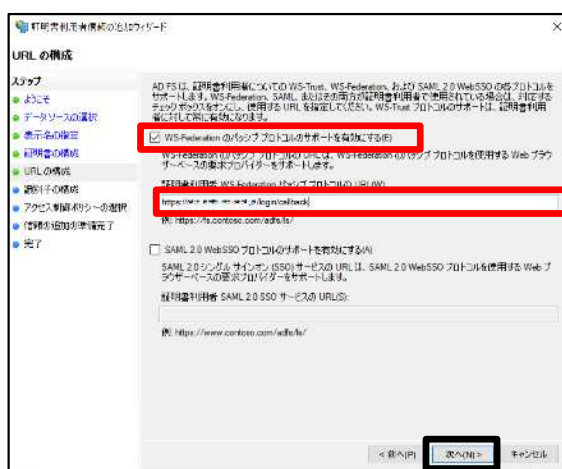 証明書利用者信頼の追加ウィザード
URL の構成
ステップ
ようこそ
データ ソースの選択
表示名の指定
証明書の構成
URL の構成
識別子の構成
アクセス制御ポリシーの選択
信頼の追加の準備完了
完了
AD FS は、証明書利用者についての WS-Trust、WS-Federation、および SAML 2.0 WebSSO の各プロトコルを
サポートします。WS-Federation、SAML、またはその両方が証明書利用者で使用されている場合は、対応する
チェック ボックスをオンにし、使用する URL を指定してください。WS-Trust プロトコルのサポートは、証明書利用
者に対して常に有効になります。
WS-Federation のパッシブ プロトコルのサポートを有効にする(E)
WS-Federation のパッシブ プロトコルの URL は、WS-Federation のパッシブ プロトコルを使用する Web ブラウ
ザーベースの要求プロバイダーをサポートします。
証明書利用者 WS-Federation パッシブ プロトコルの URL(W):
https:// /login/callback
例: https://fs.contoso.com/adfs/ls/
SAML 2.0 WebSSO プロトコルのサポートを有効にする(A)
SAML 2.0 シングル サインオン (SSO) サービスの URL は、SAML 2.0 WebSSO プロトコルを使用する Web ブ
ラウザーベースの要求プロバイダーをサポートします。
証明書利用者 SAML 2.0 SSO サービスの URL(S):
例: https://www.contoso.com/adfs/ls/
< 前へ(P)
次へ(N) >
キャンセル